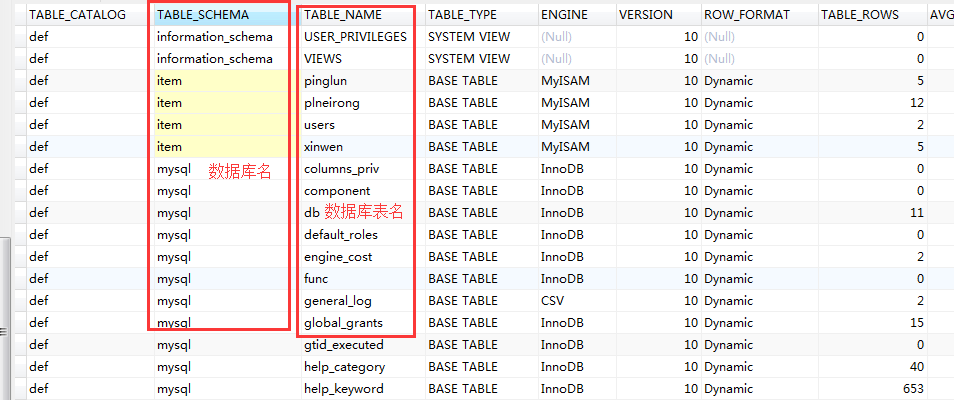 TABLE_CATALOG TABLE_SCHEMA TABLE_NAME TABLE_TYPE ENGINE VERSION ROW_FORMAT TABLE_ROWS AVG
def information_schema USER_PRIVILEGES SYSTEM VIEW (Null) 10 (Null) 0
def information_schema VIEWS SYSTEM VIEW (Null) 10 (Null) 0
def item pinglun BASE TABLE MyISAM 10 Dynamic 5
def item plneirong BASE TABLE MyISAM 10 Dynamic 12
def item users BASE TABLE MyISAM 10 Dynamic 2
def item xinwen BASE TABLE MyISAM 10 Dynamic 5
def mysql 数据库名 columns_priv BASE TABLE InnoDB 10 Dynamic 0
def mysql component BASE TABLE InnoDB 10 Dynamic 0
def mysql db 数据库表名 BASE TABLE InnoDB 10 Dynamic 11
def mysql default_roles BASE TABLE InnoDB 10 Dynamic 0
def mysql engine_cost BASE TABLE InnoDB 10 Dynamic 2
def mysql func BASE TABLE InnoDB 10 Dynamic 0
def mysql general_log BASE TABLE CSV 10 Dynamic 2
def mysql global_grants BASE TABLE InnoDB 10 Dynamic 15
def mysql gtid_executed BASE TABLE InnoDB 10 Dynamic 0
def mysql help_category BASE TABLE InnoDB 10 Dynamic 40
def mysql help_keyword BASE TABLE InnoDB 10 Dynamic 653